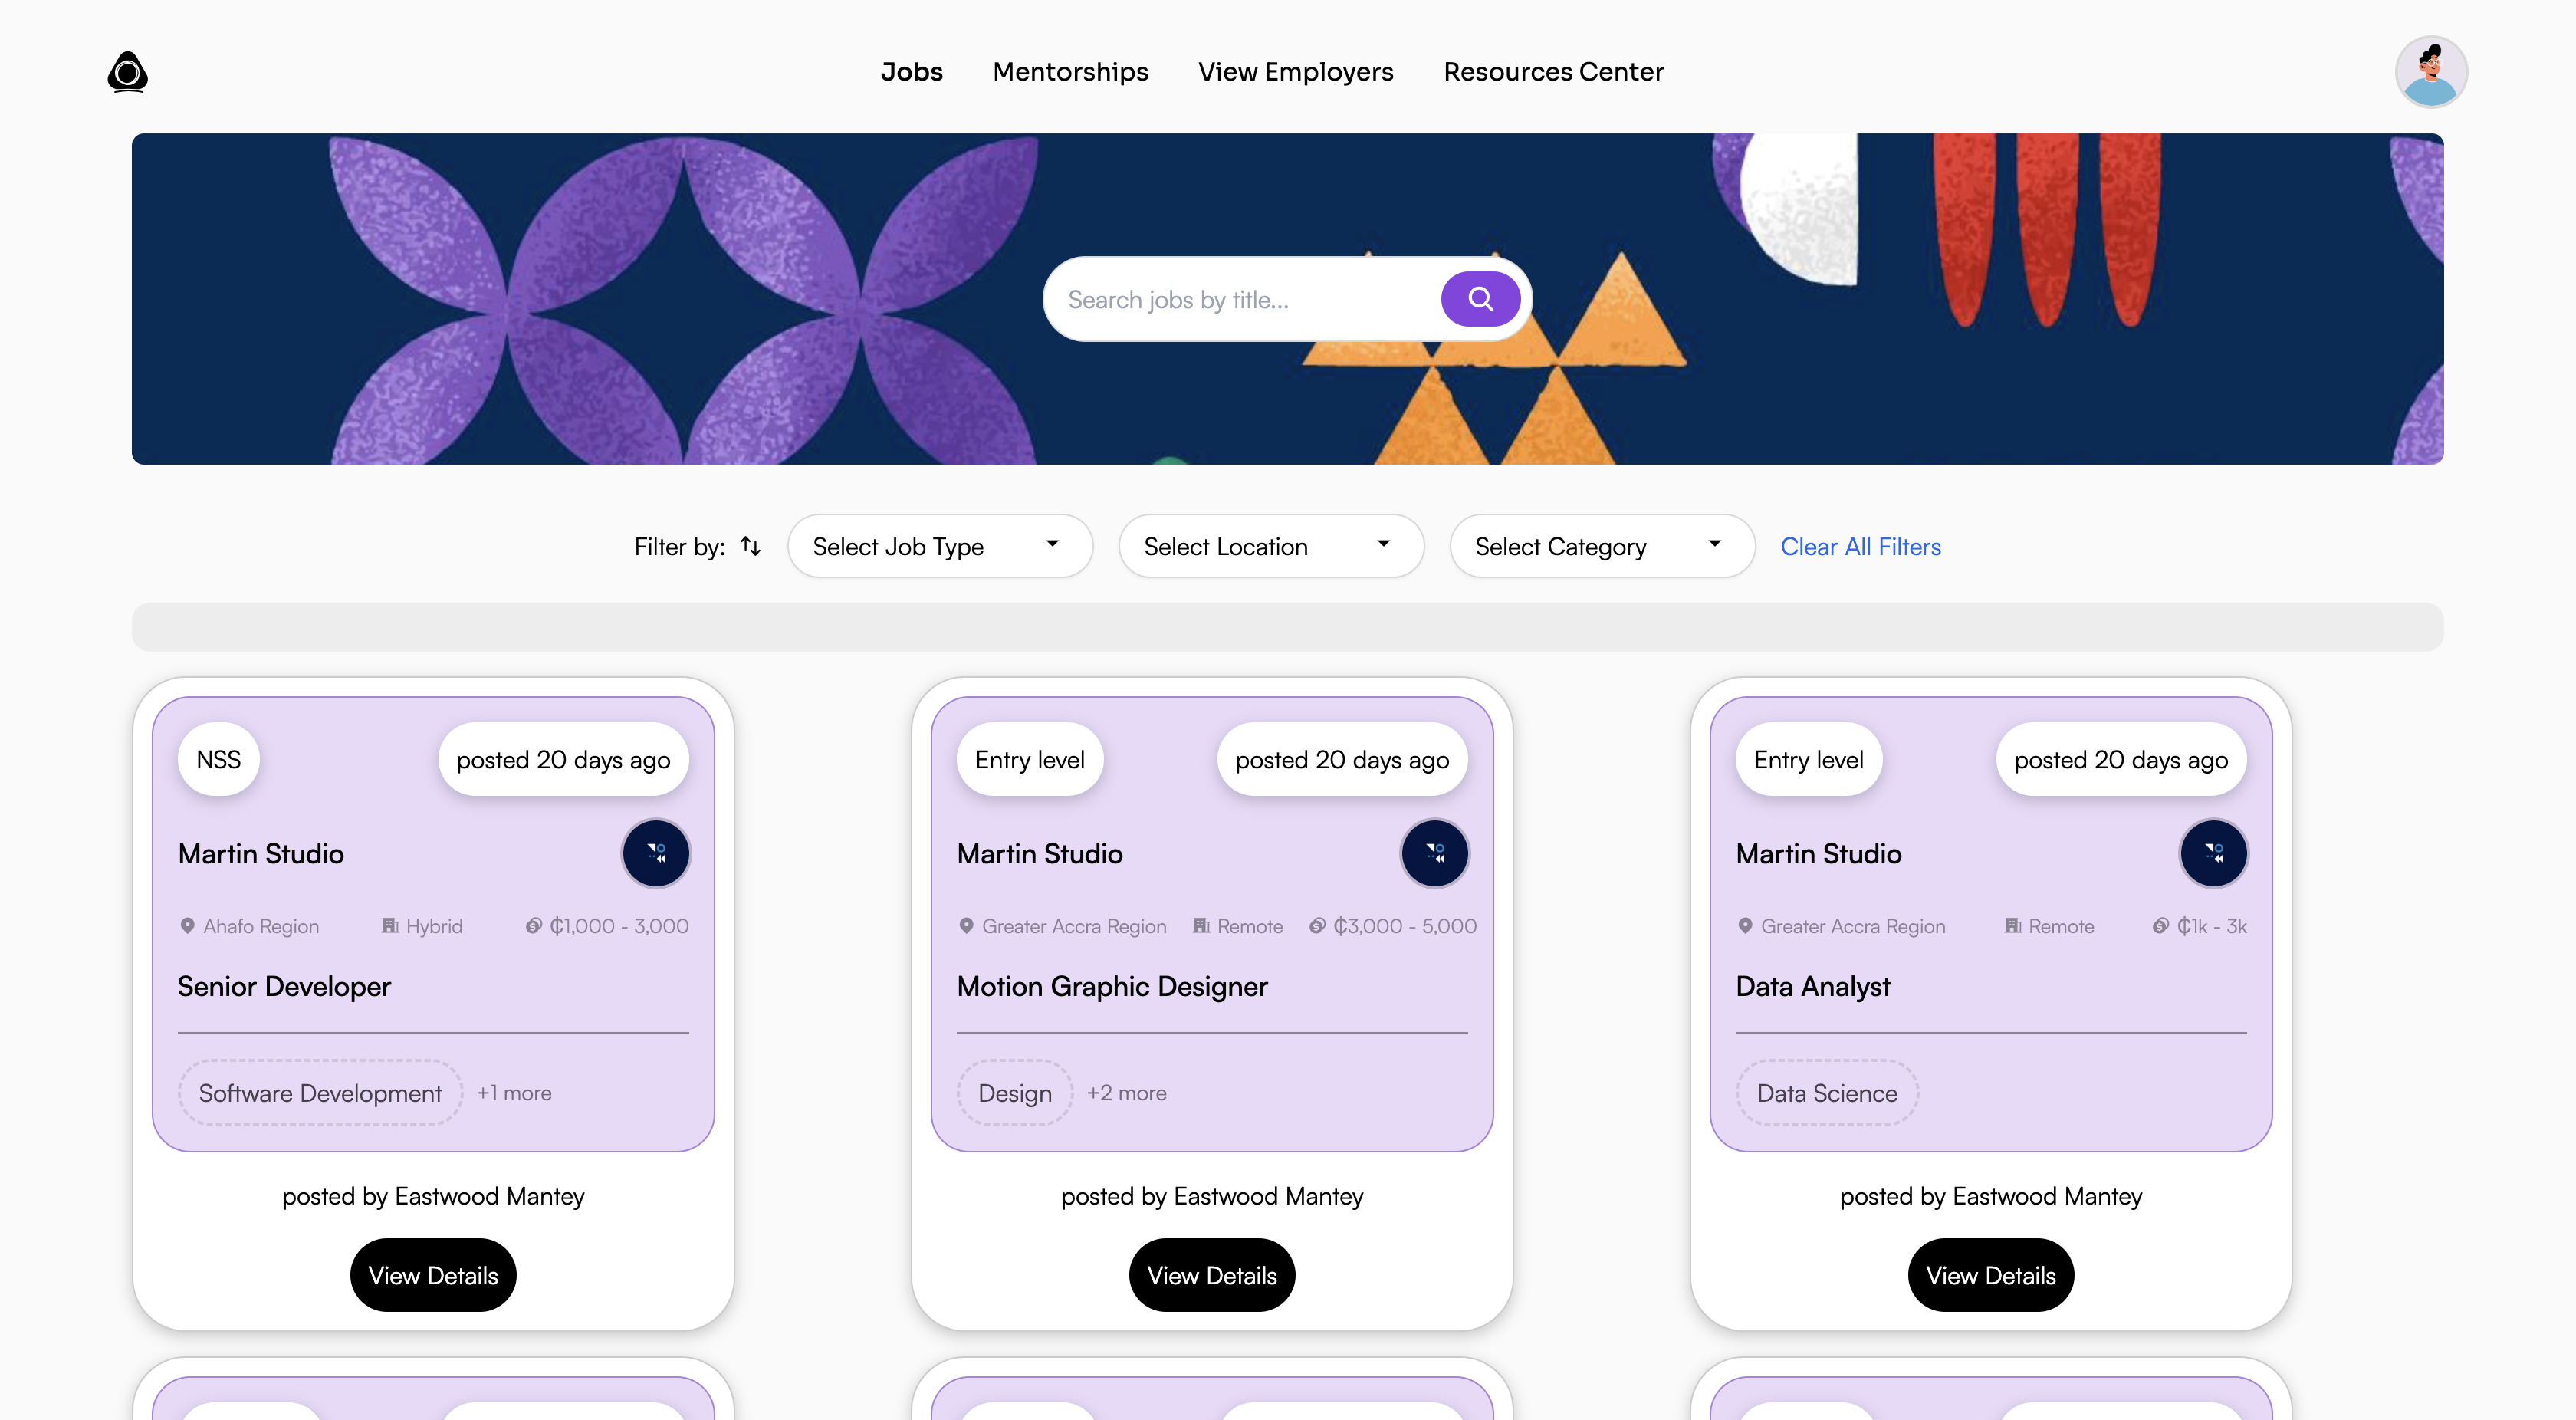 Jobs Mentorships View Employers Resources Center
Search jobs by title...
Filter by: Select Job Type Select Location Select Category Clear All Filters
NSS posted 20 days ago
Martin Studio
Ahafo Region Hybrid ₵1,000 - 3,000
Senior Developer
Software Development +1 more
posted by Eastwood Mantey
View Details
Entry level posted 20 days ago
Martin Studio
Greater Accra Region Remote ₵3,000 - 5,000
Motion Graphic Designer
Design +2 more
posted by Eastwood Mantey
View Details
Entry level posted 20 days ago
Martin Studio
Greater Accra Region Remote ₵1k - 3k
Data Analyst
Data Science
posted by Eastwood Mantey
View Details